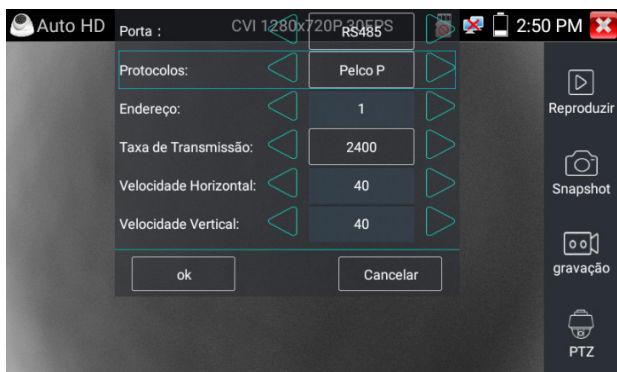 Auto HD
CVI 1280x720P 30FPS
2:50 PM
Porta :
RS485
Protocolos:
Pelco P
Endereço:
1
Taxa de Transmissão:
2400
Velocidade Horizontal:
40
Velocidade Vertical:
40
ok
Cancelar
Reproduzir
Snapshot
gravação
PTZ